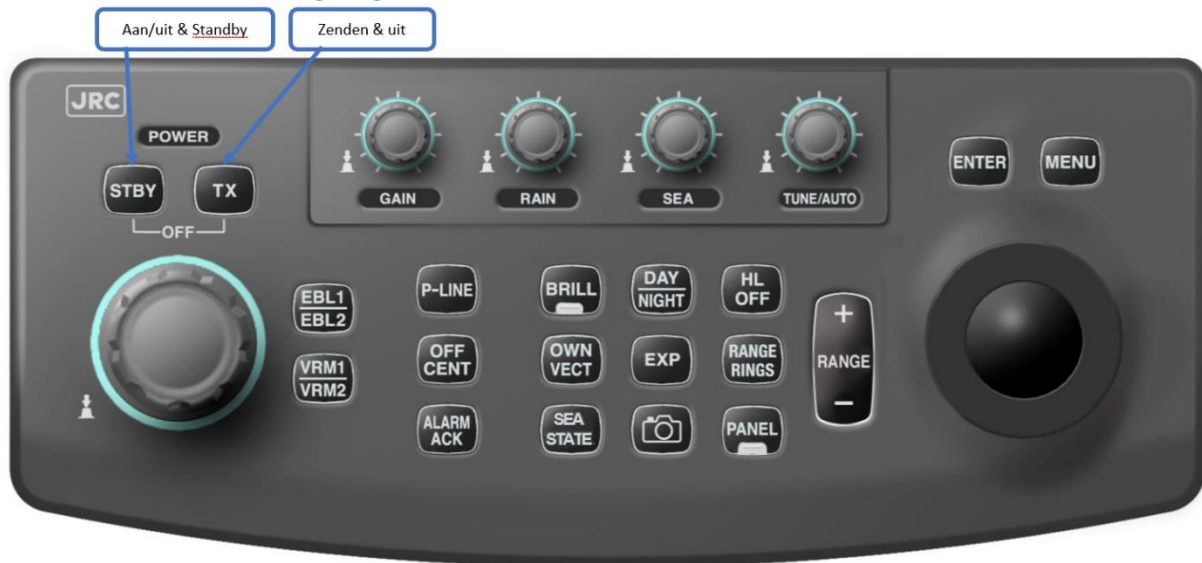 Aan/uit & Standby
Zenden & uit
JRC
POWER
STBY
TX
OFF
GAIN
RAIN
SEA
TUNE/AUTO
ENTER
MENU
EBL1
EBL2
VRM1
VRM2
P-LINE
BRILL
DAY
NIGHT
HL
OFF
OFF
CENT
OWN
VECT
EXP
RANGE
RINGS
ALARM
ACK
SEA
STATE
PANEL
+
RANGE
−